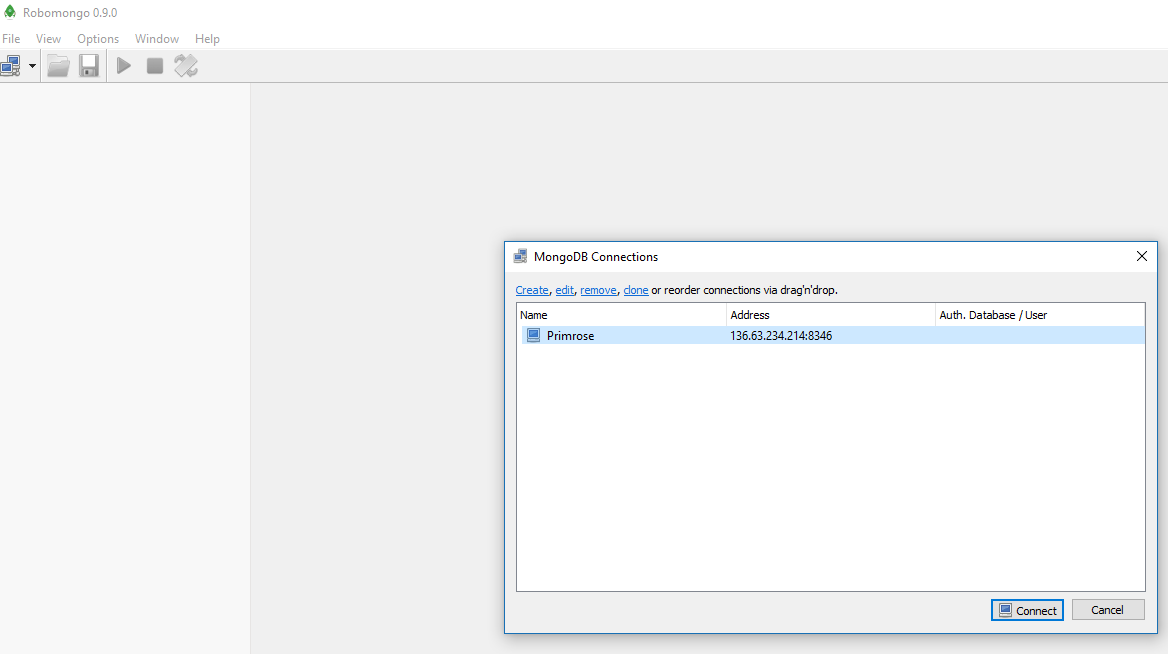 Robomongo 0.9.0
File View Options Window Help
MongoDB Connections
Create, edit, remove, clone or reorder connections via drag'n'drop.
Name Address Auth. Database / User
Primrose 136.63.234.214:8346
Connect Cancel